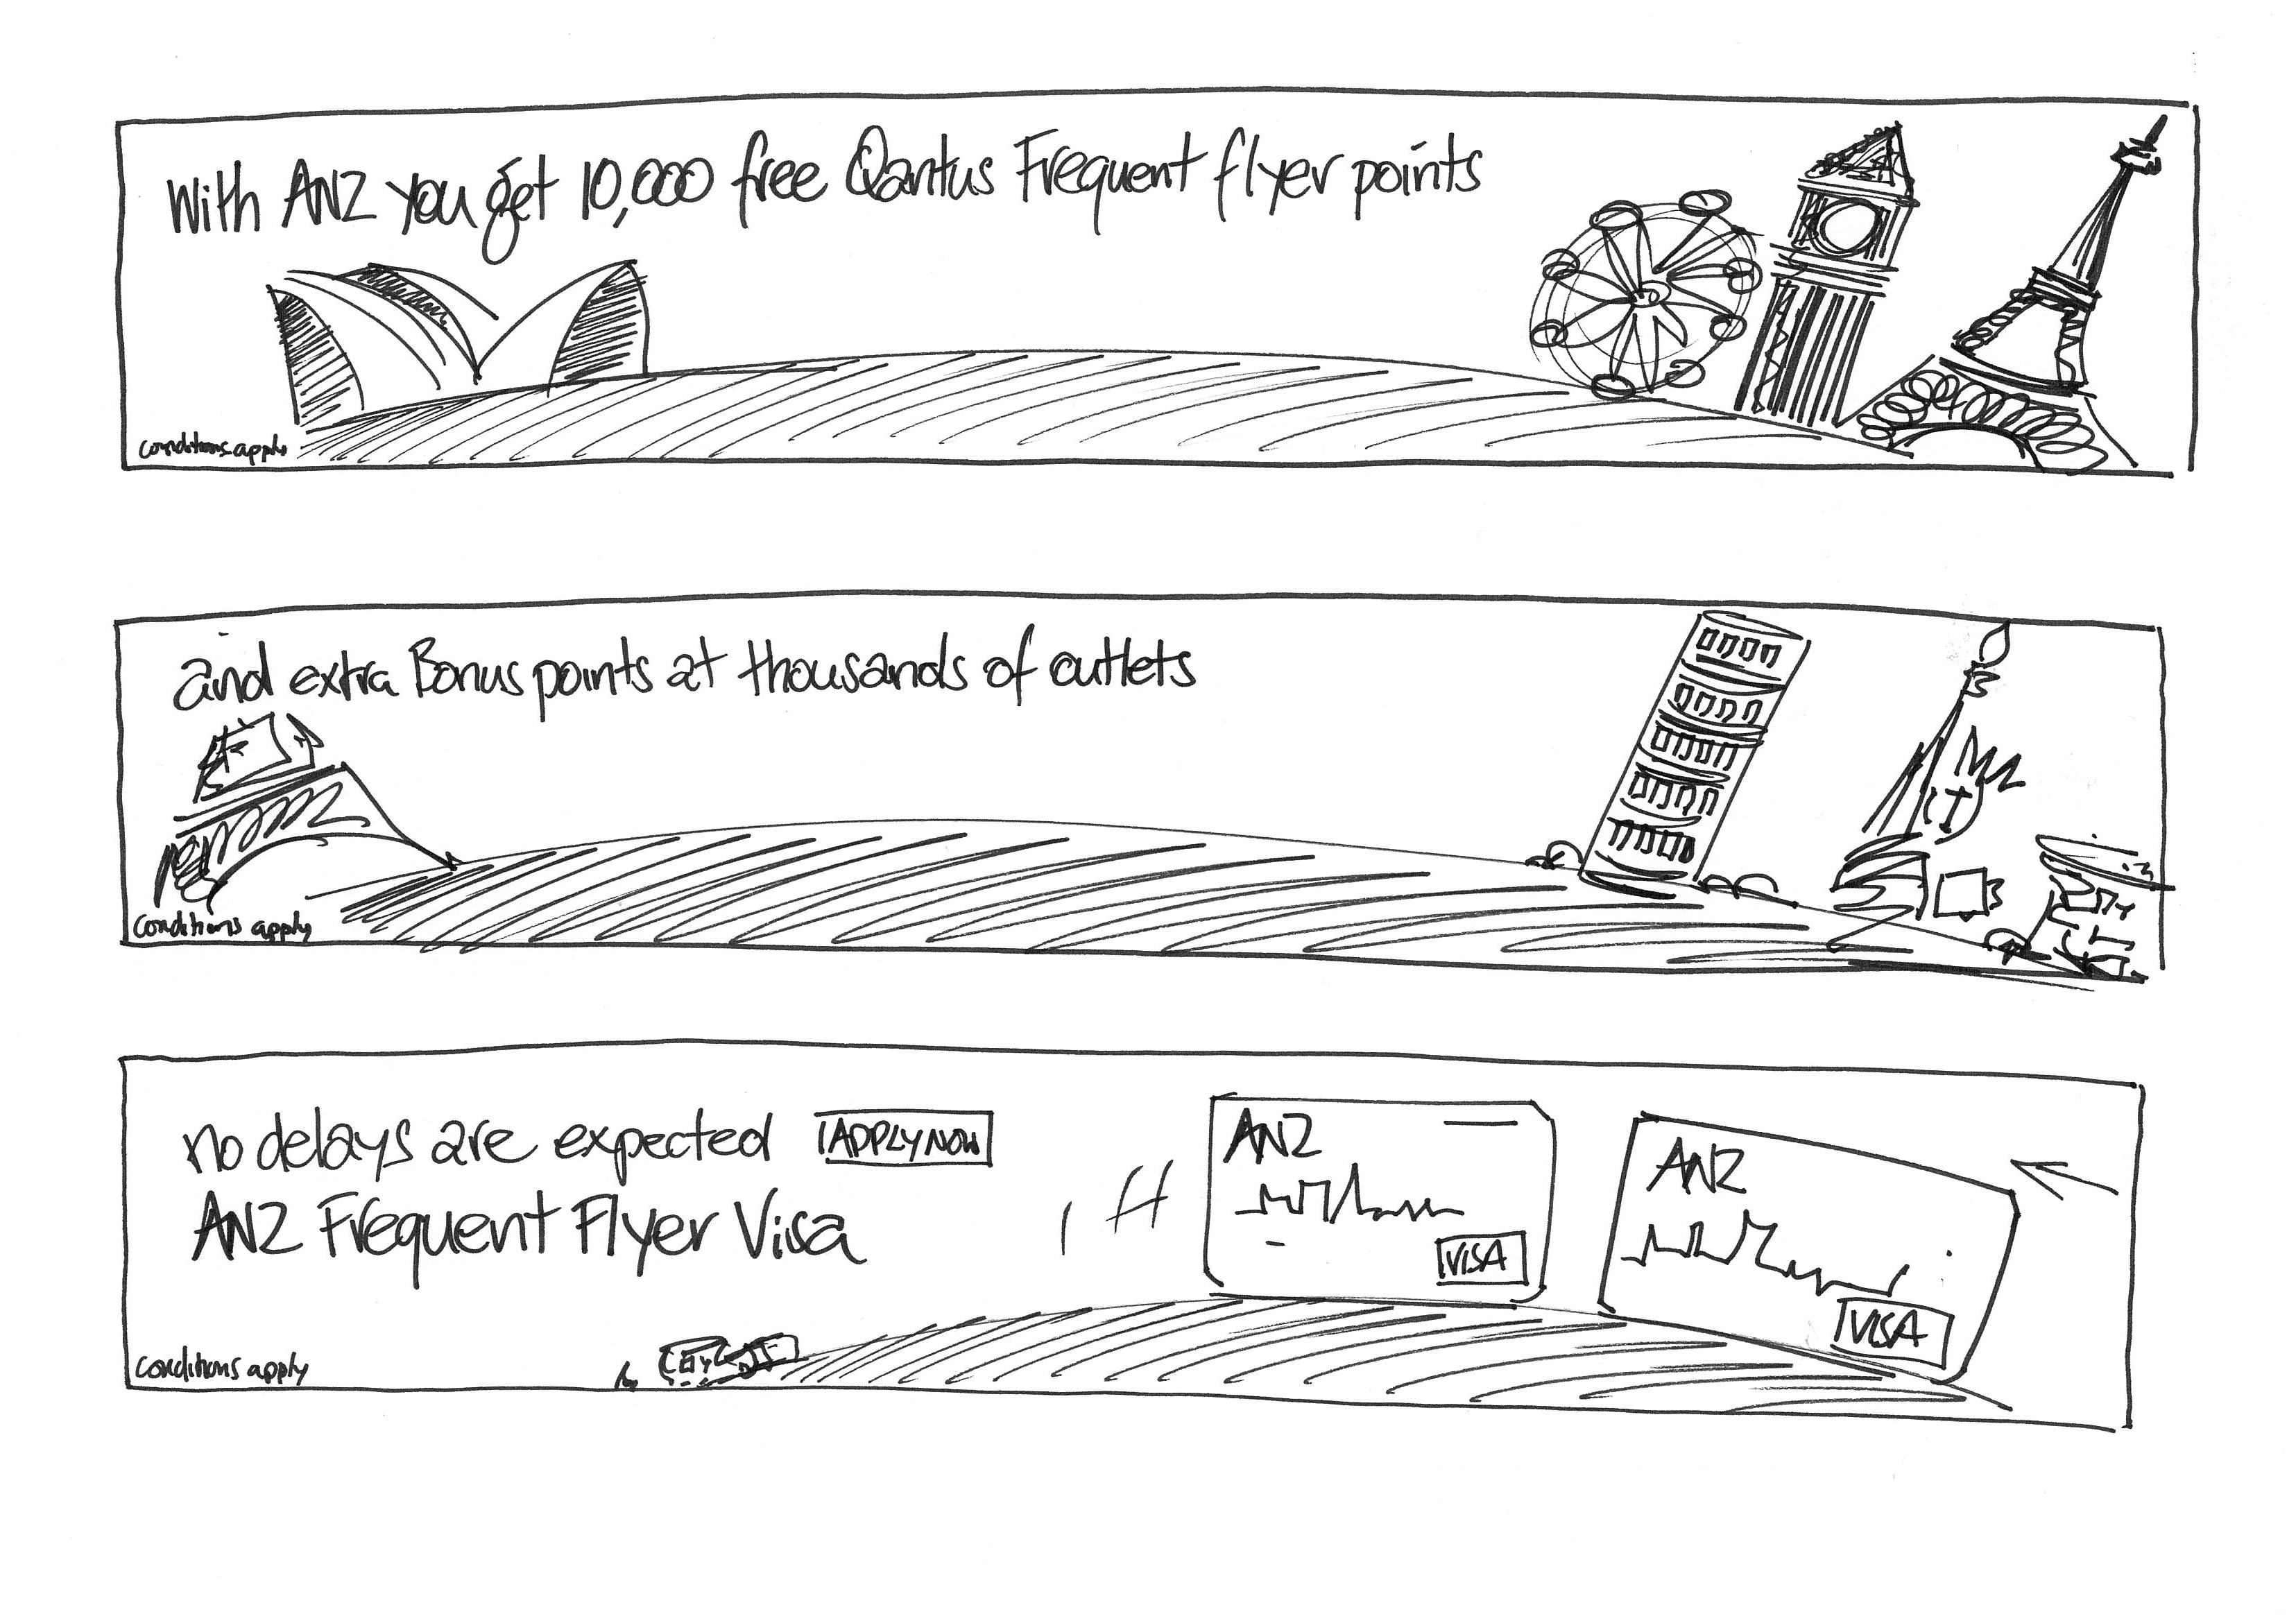 With ANZ you get 10,000 free Qantus Frequent flyer points
conditions apply
and extra Bonus points at thousands of outlets
conditions apply
no delays are expected
APPLY NOW
ANZ Frequent Flyer Visa
ANZ
VISA
ANZ
VISA
conditions apply